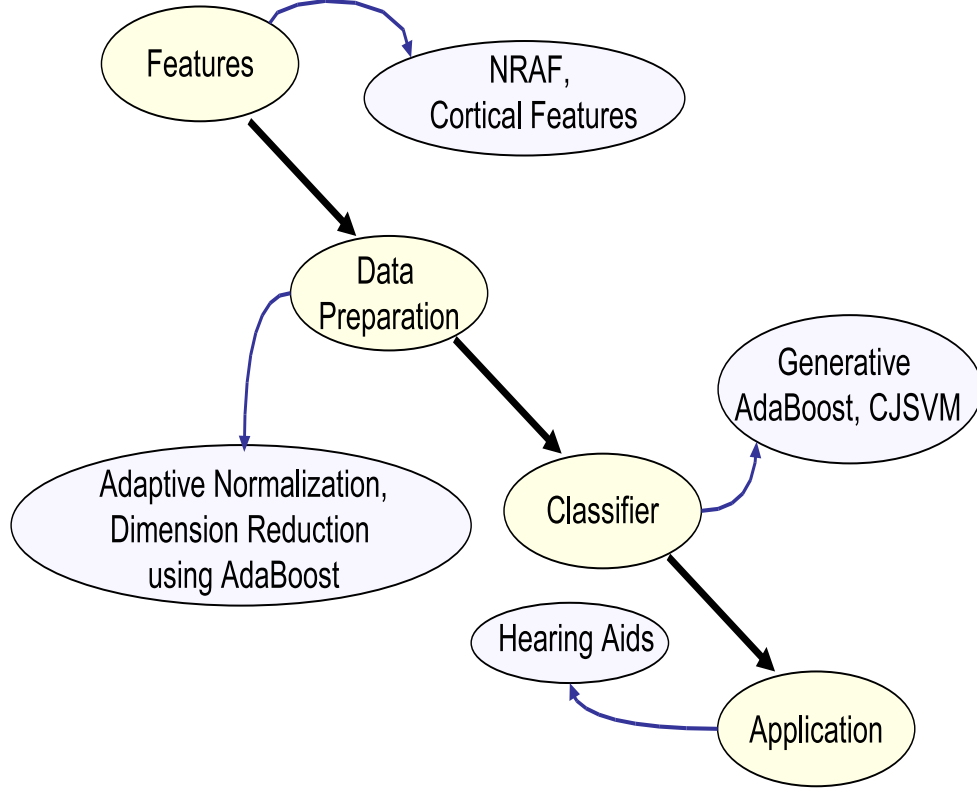 Features
NRAF,
Cortical Features
Data
Preparation
Generative
AdaBoost, CJSVM
Adaptive Normalization,
Dimension Reduction
using AdaBoost
Classifier
Hearing Aids
Application